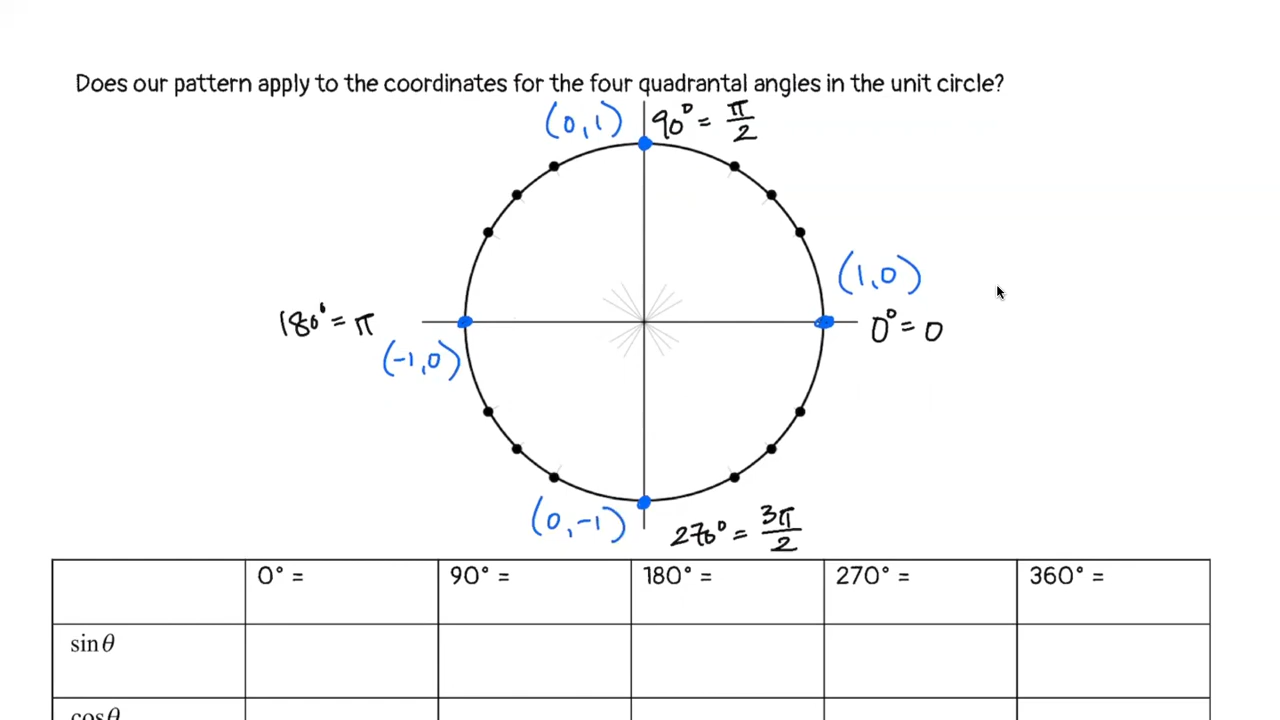 Does our pattern apply to the coordinates for the four quadrantal angles in the unit circle?
(0,1) 90° = π/2
(1,0)
180° = π
0° = 0
(-1,0)
(0,-1)
270° = 3π/2
0° = 90° = 180° = 270° = 360° =
sinθ
cosθ